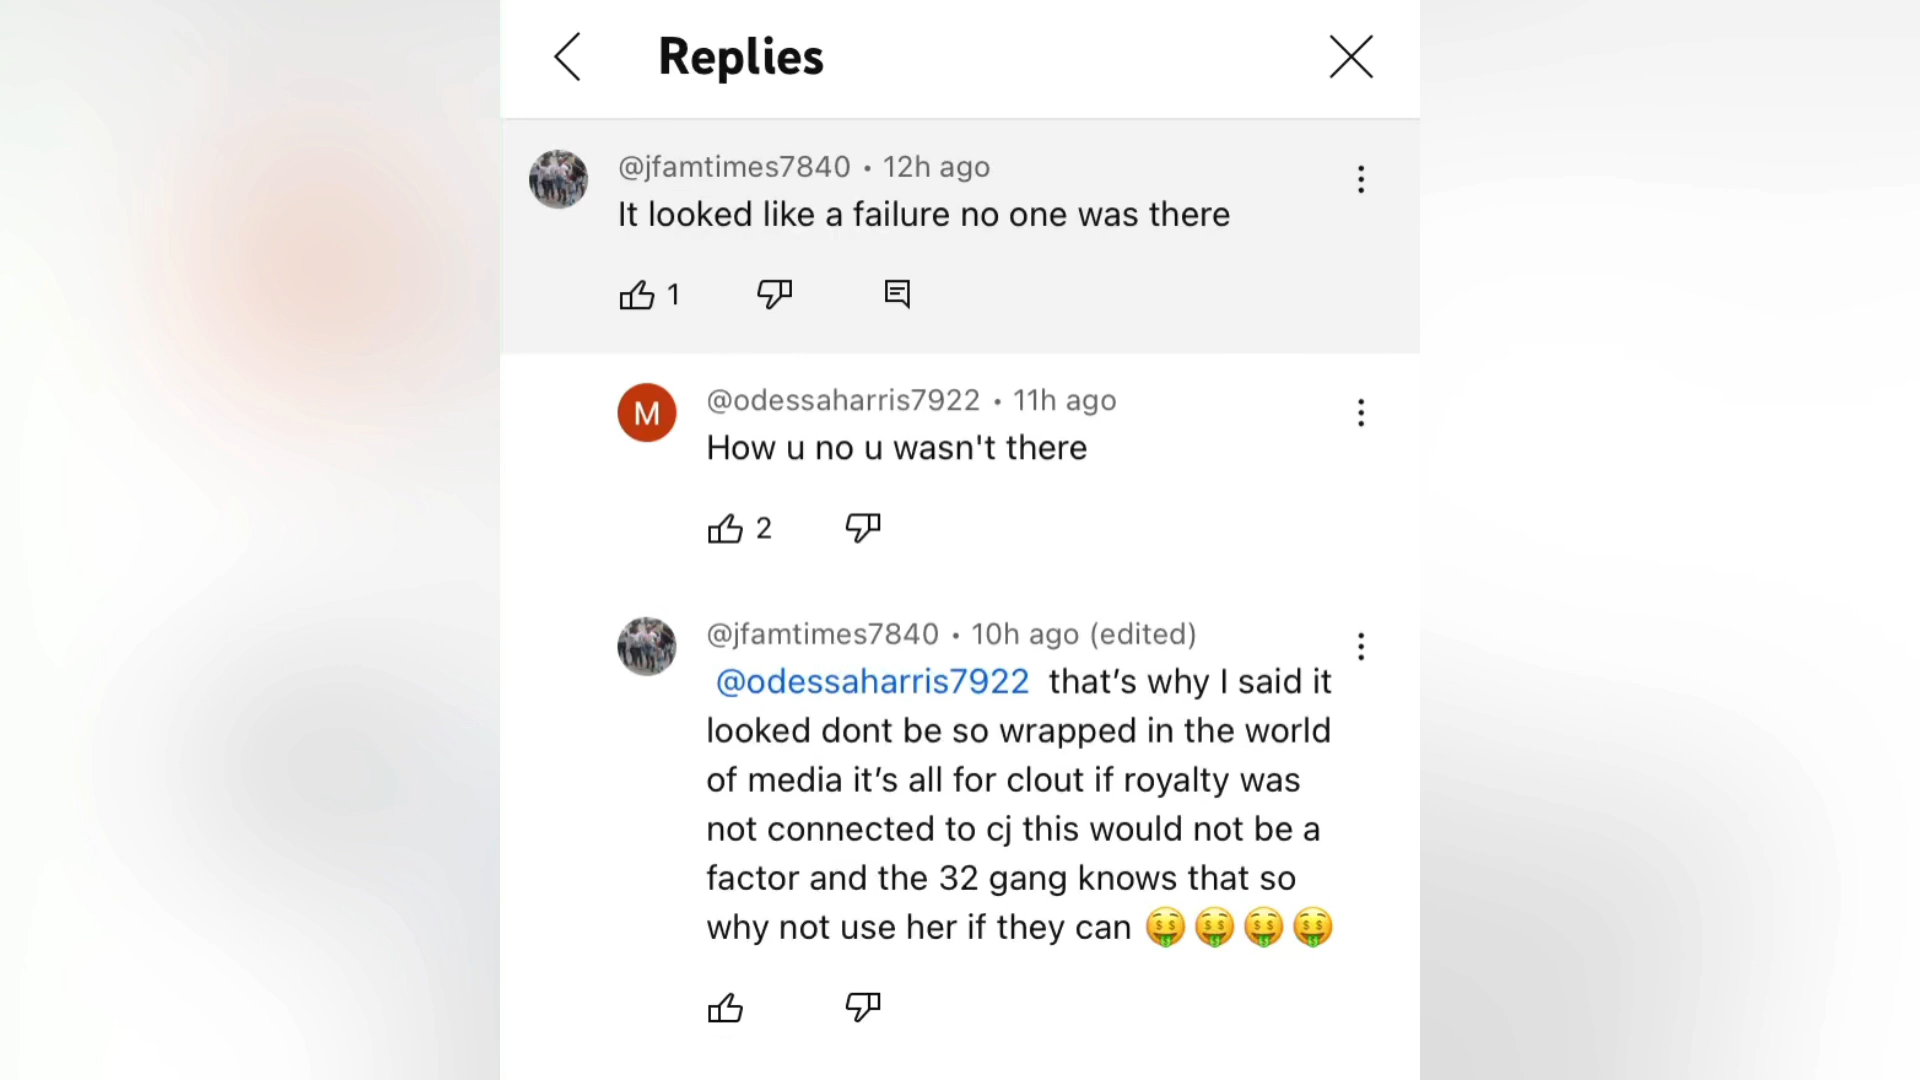 Replies
@jfamtimes7840 • 12h ago
It looked like a failure no one was there
1
M
@odessaharris7922 • 11h ago
How u no u wasn't there
2
@jfamtimes7840 • 10h ago (edited)
@odessaharris7922 that’s why I said it
looked dont be so wrapped in the world
of media it’s all for clout if royalty was
not connected to cj this would not be a
factor and the 32 gang knows that so
why not use her if they can 🤑🤑🤑🤑